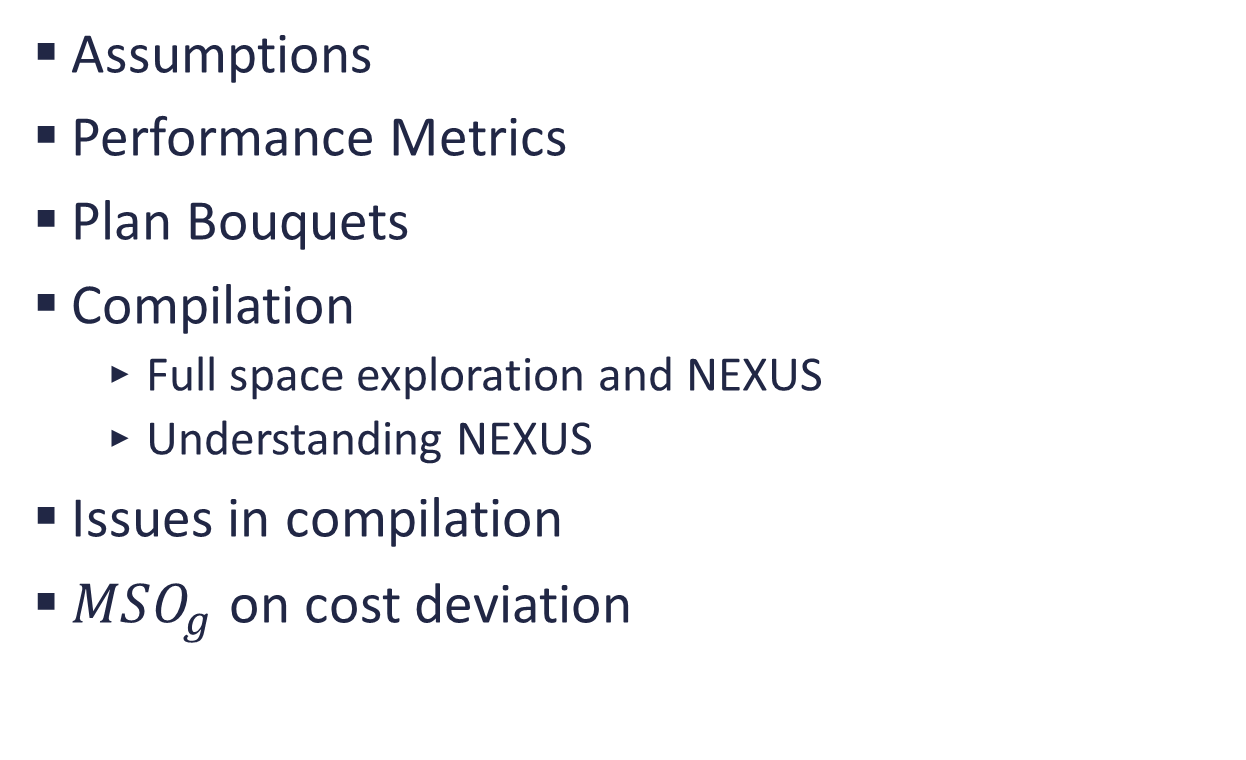 ▪ Assumptions
▪ Performance Metrics
▪ Plan Bouquets
▪ Compilation
▸ Full space exploration and NEXUS
▸ Understanding NEXUS
▪ Issues in compilation
▪ MSO_g on cost deviation